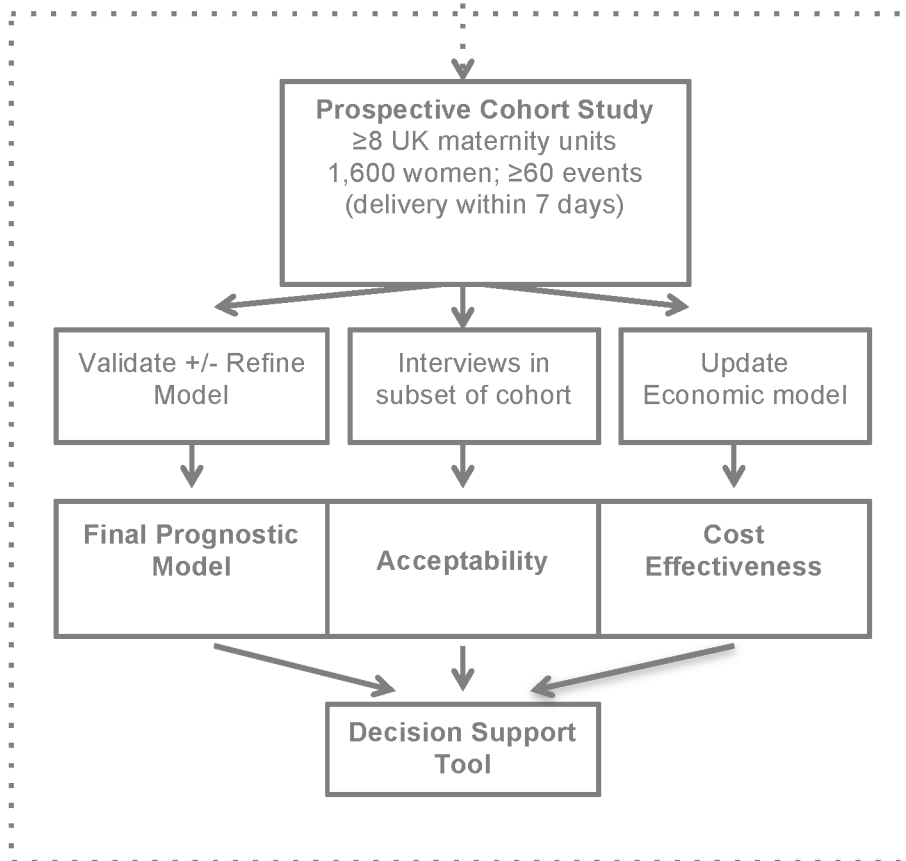 Prospective Cohort Study
≥8 UK maternity units
1,600 women; ≥60 events
(delivery within 7 days)
Validate +/- Refine
Model
Interviews in
subset of cohort
Update
Economic model
Final Prognostic
Model
Acceptability
Cost
Effectiveness
Decision Support
Tool